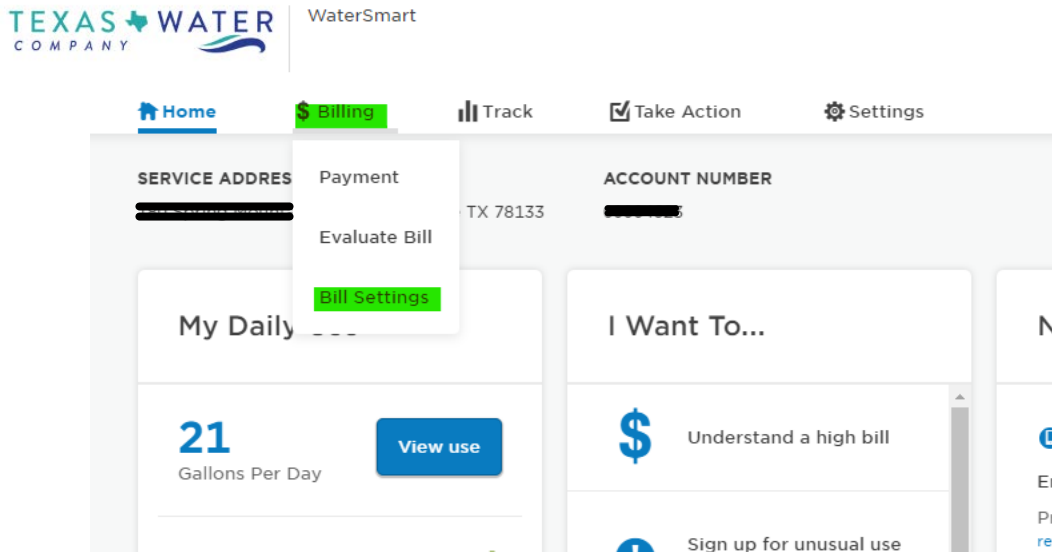 TEXAS WATER
COMPANY
WaterSmart
Home
$ Billing
Track
Take Action
Settings
SERVICE ADDRES
Payment
ACCOUNT NUMBER
TX 78133
Evaluate Bill
Bill Settings
My Daily
I Want To...
21
Gallons Per Day
View use
$
Understand a high bill
Sign up for unusual use